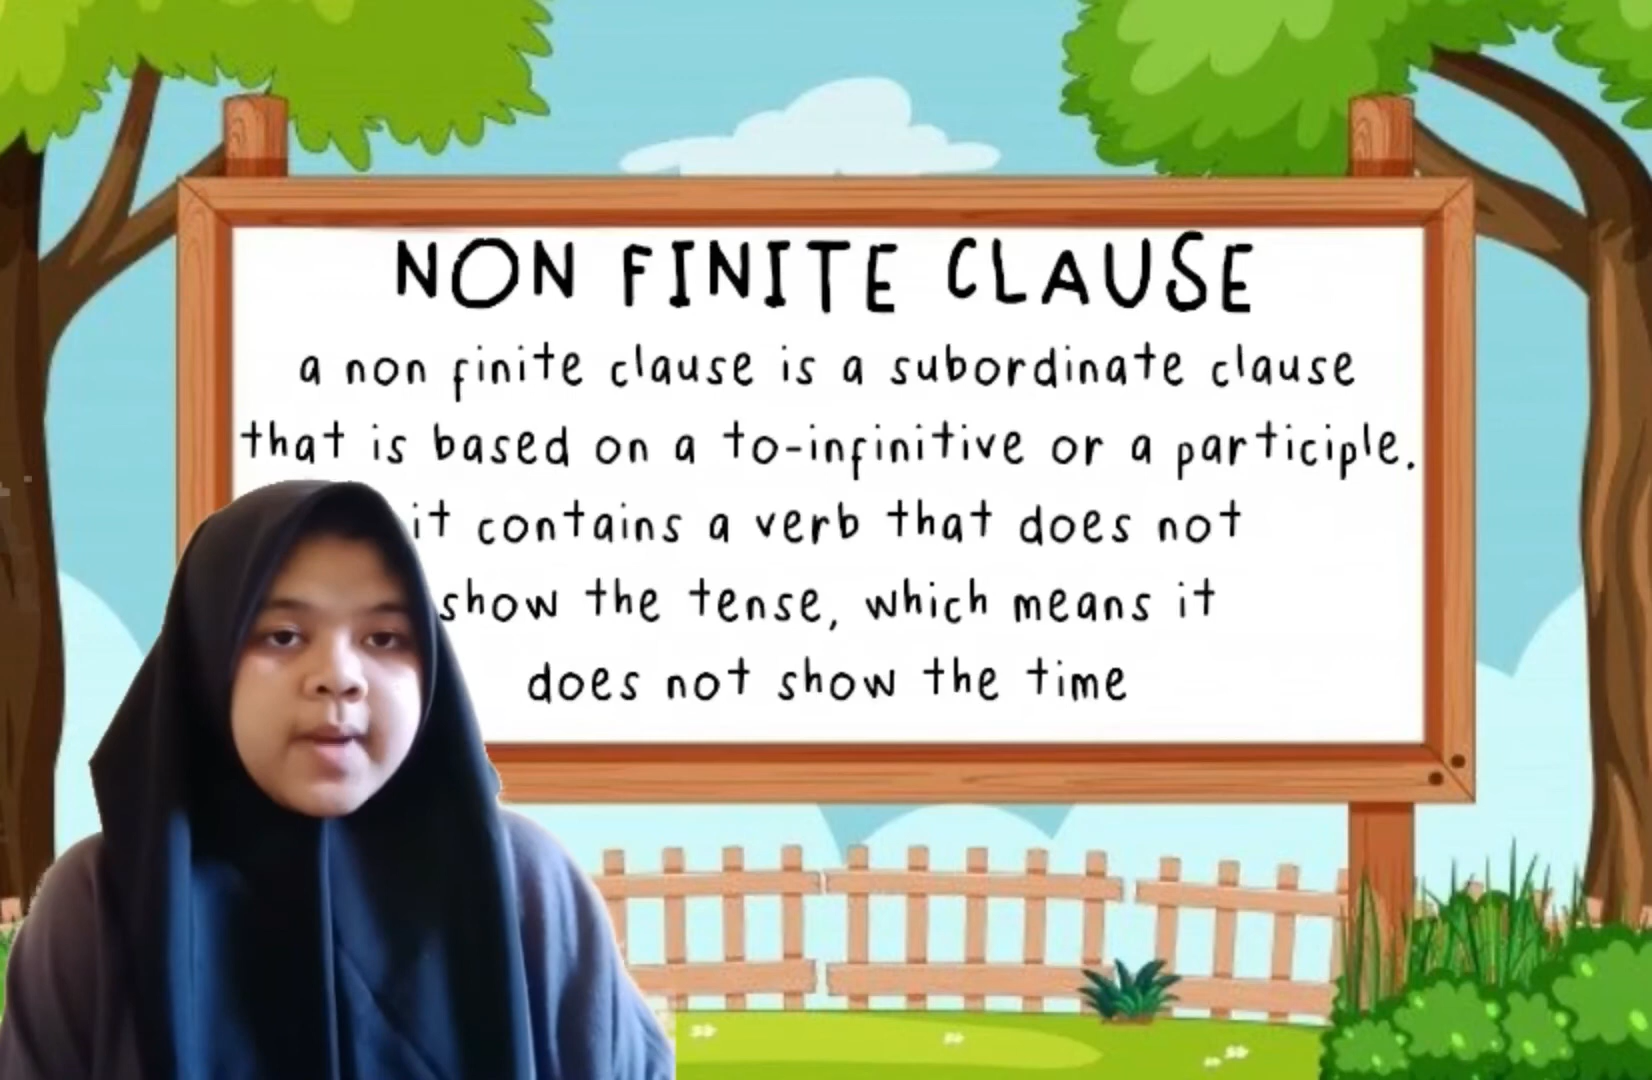 NON FINITE CLAUSE
a non finite clause is a subordinate clause
that is based on a to-infinitive or a participle.
it contains a verb that does not
show the tense, which means it
does not show the time